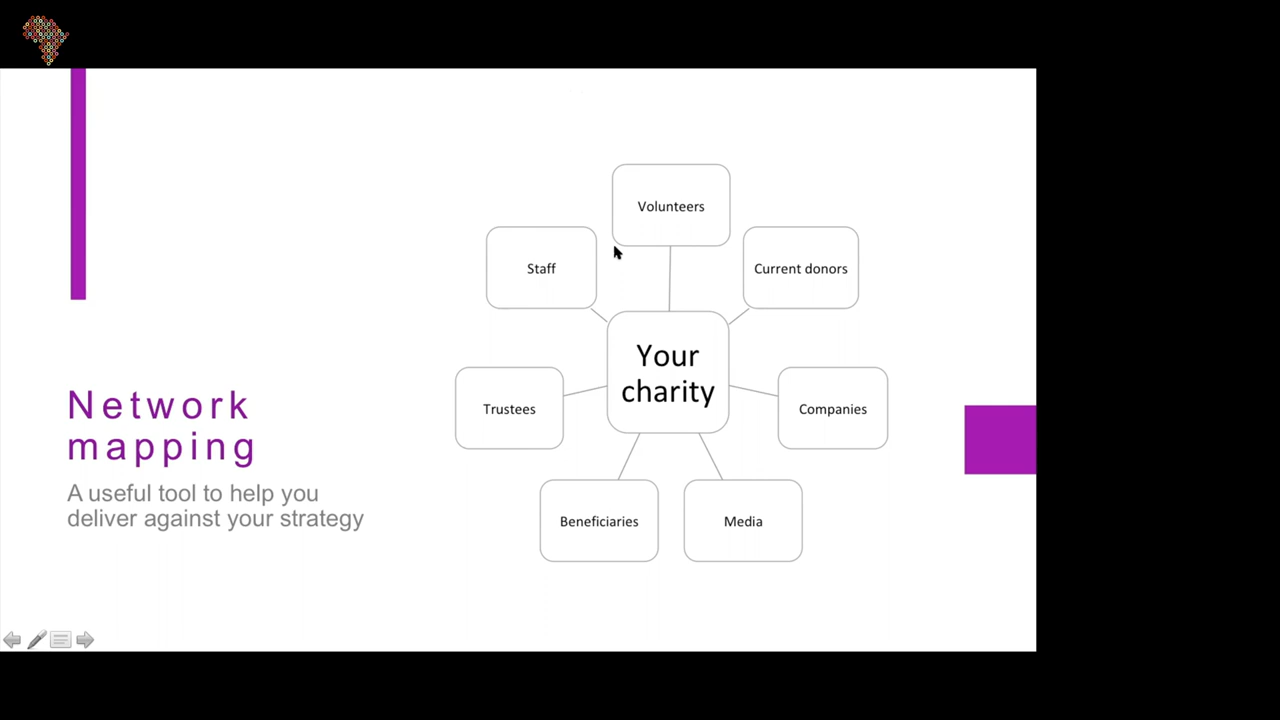 Network
mapping
A useful tool to help you
deliver against your strategy
Volunteers
Staff
Current donors
Your
charity
Trustees
Companies
Beneficiaries
Media